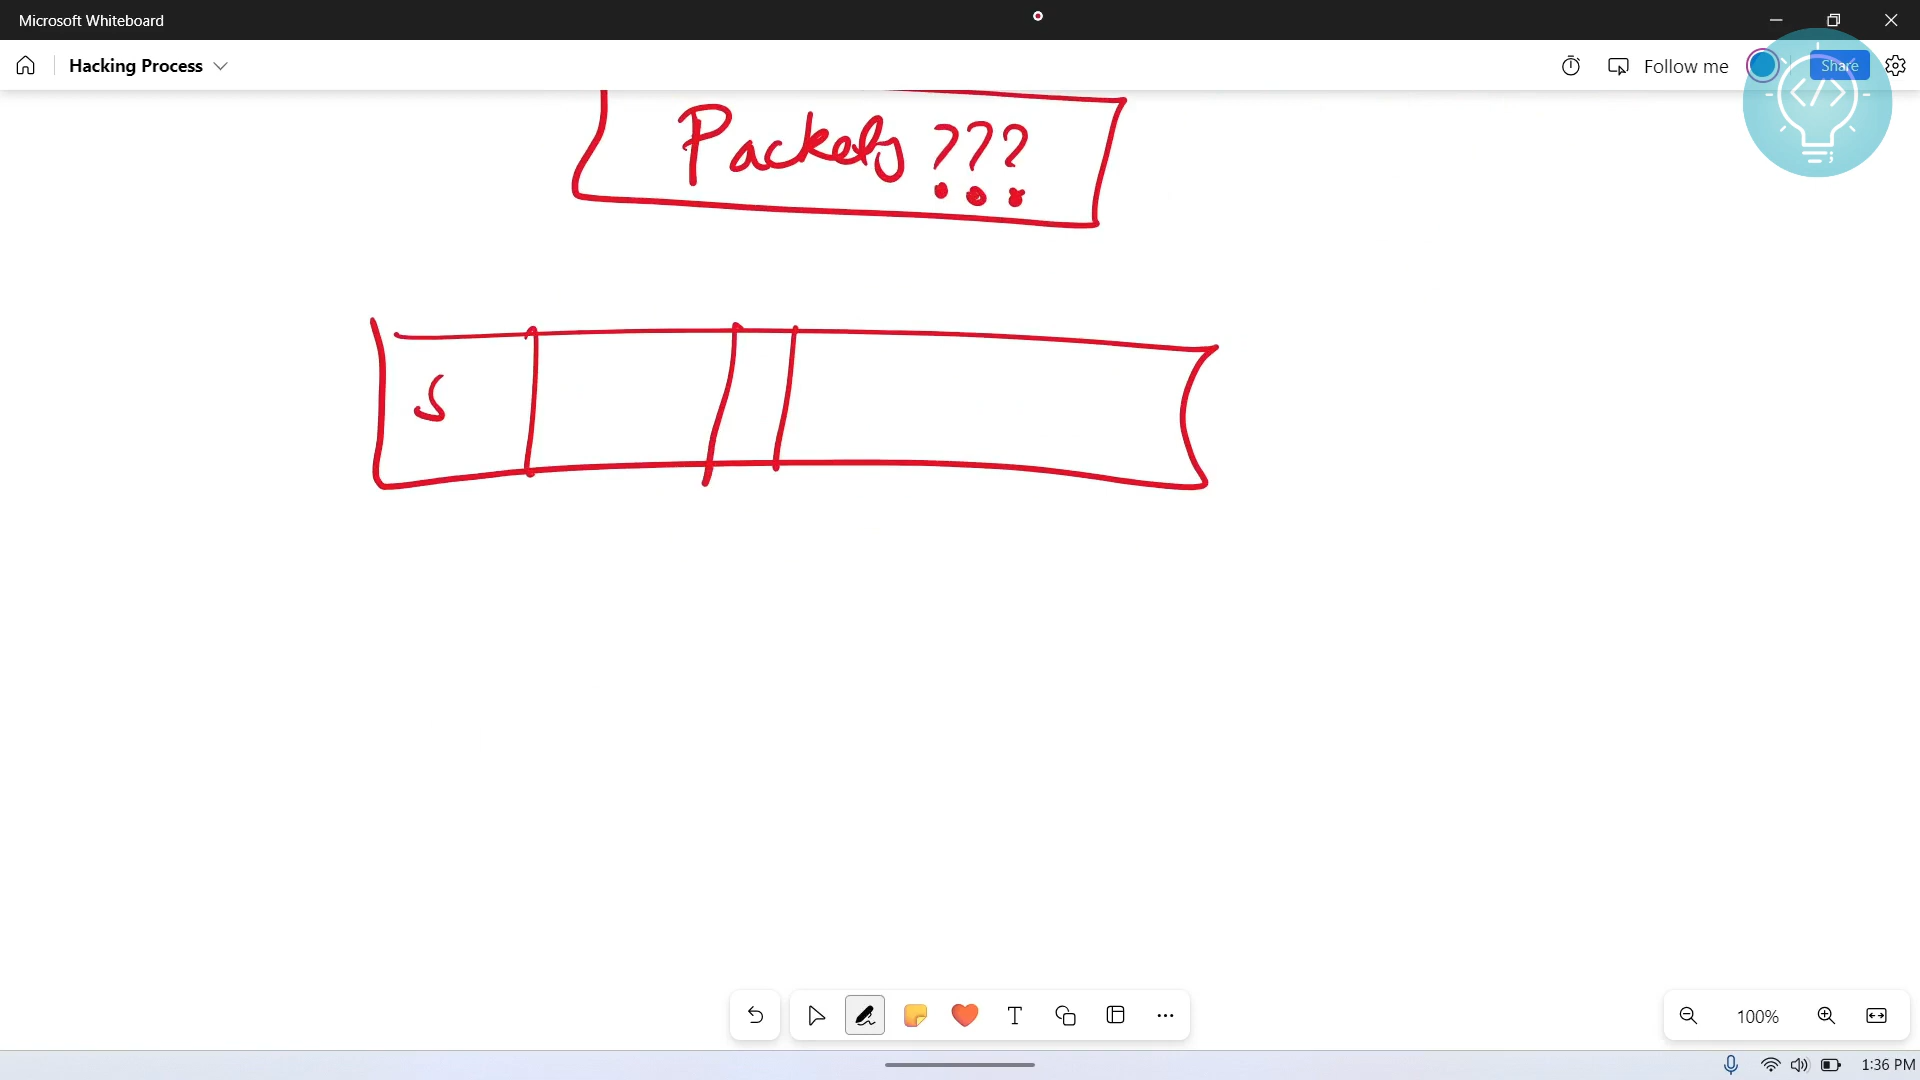 Microsoft Whiteboard
Hacking Process
Follow me
Share
Packets ???
S
100%
1:36 PM